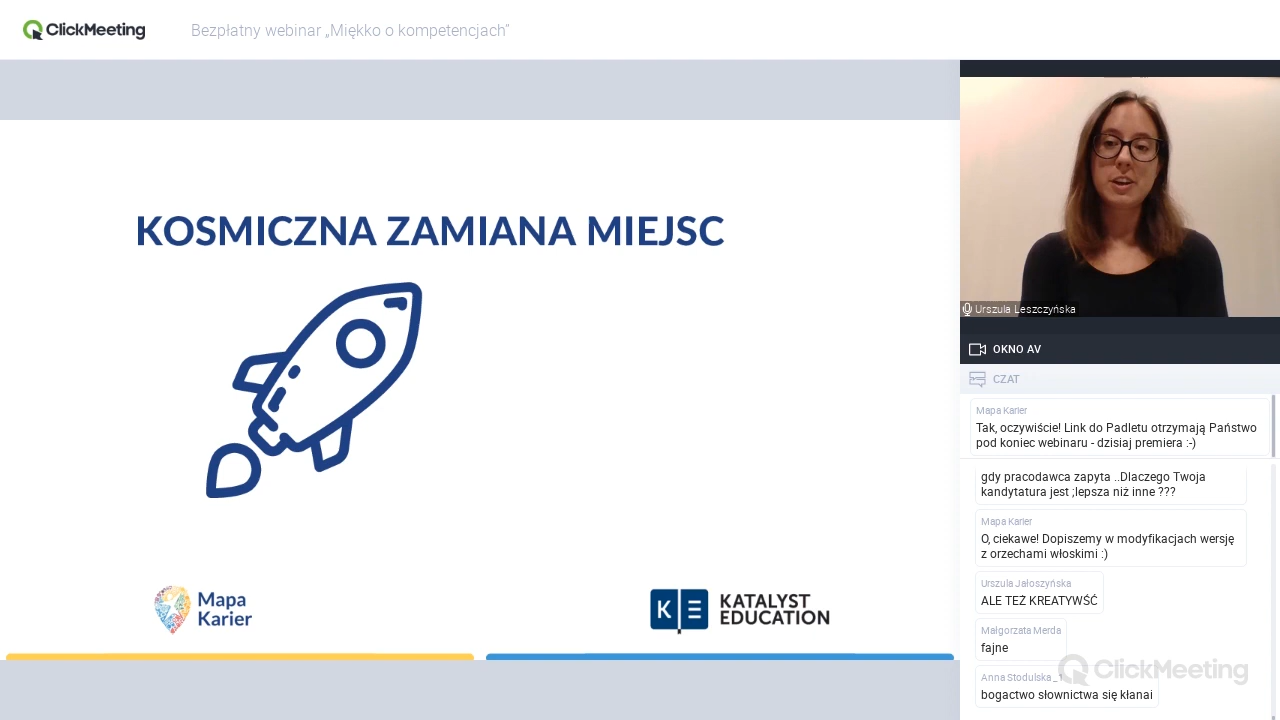 ClickMeeting
Bezpłatny webinar „Miękko o kompetencjach”
KOSMICZNA ZAMIANA MIEJSC
Mapa
Karier
K E
KATALYST
EDUCATION
Urszula Leszczyńska
OKNO AV
CZAT
Mapa Karier
Tak, oczywiście! Link do Padletu otrzymają Państwo
pod koniec webinaru - dzisiaj premiera :-)
gdy pracodawca zapyta ..Dlaczego Twoja
kandytatura jest ;lepsza niż inne ???
Mapa Karier
O, ciekawe! Dopiszemy w modyfikacjach wersję
z orzechami włoskimi :)
Urszula Jałoszyńska
ALE TEŻ KREATYWŚĆ
Małgorzata Merda
fajne
Anna Stodulska_1
bogactwo słownictwa się kłanai
ClickMeeting